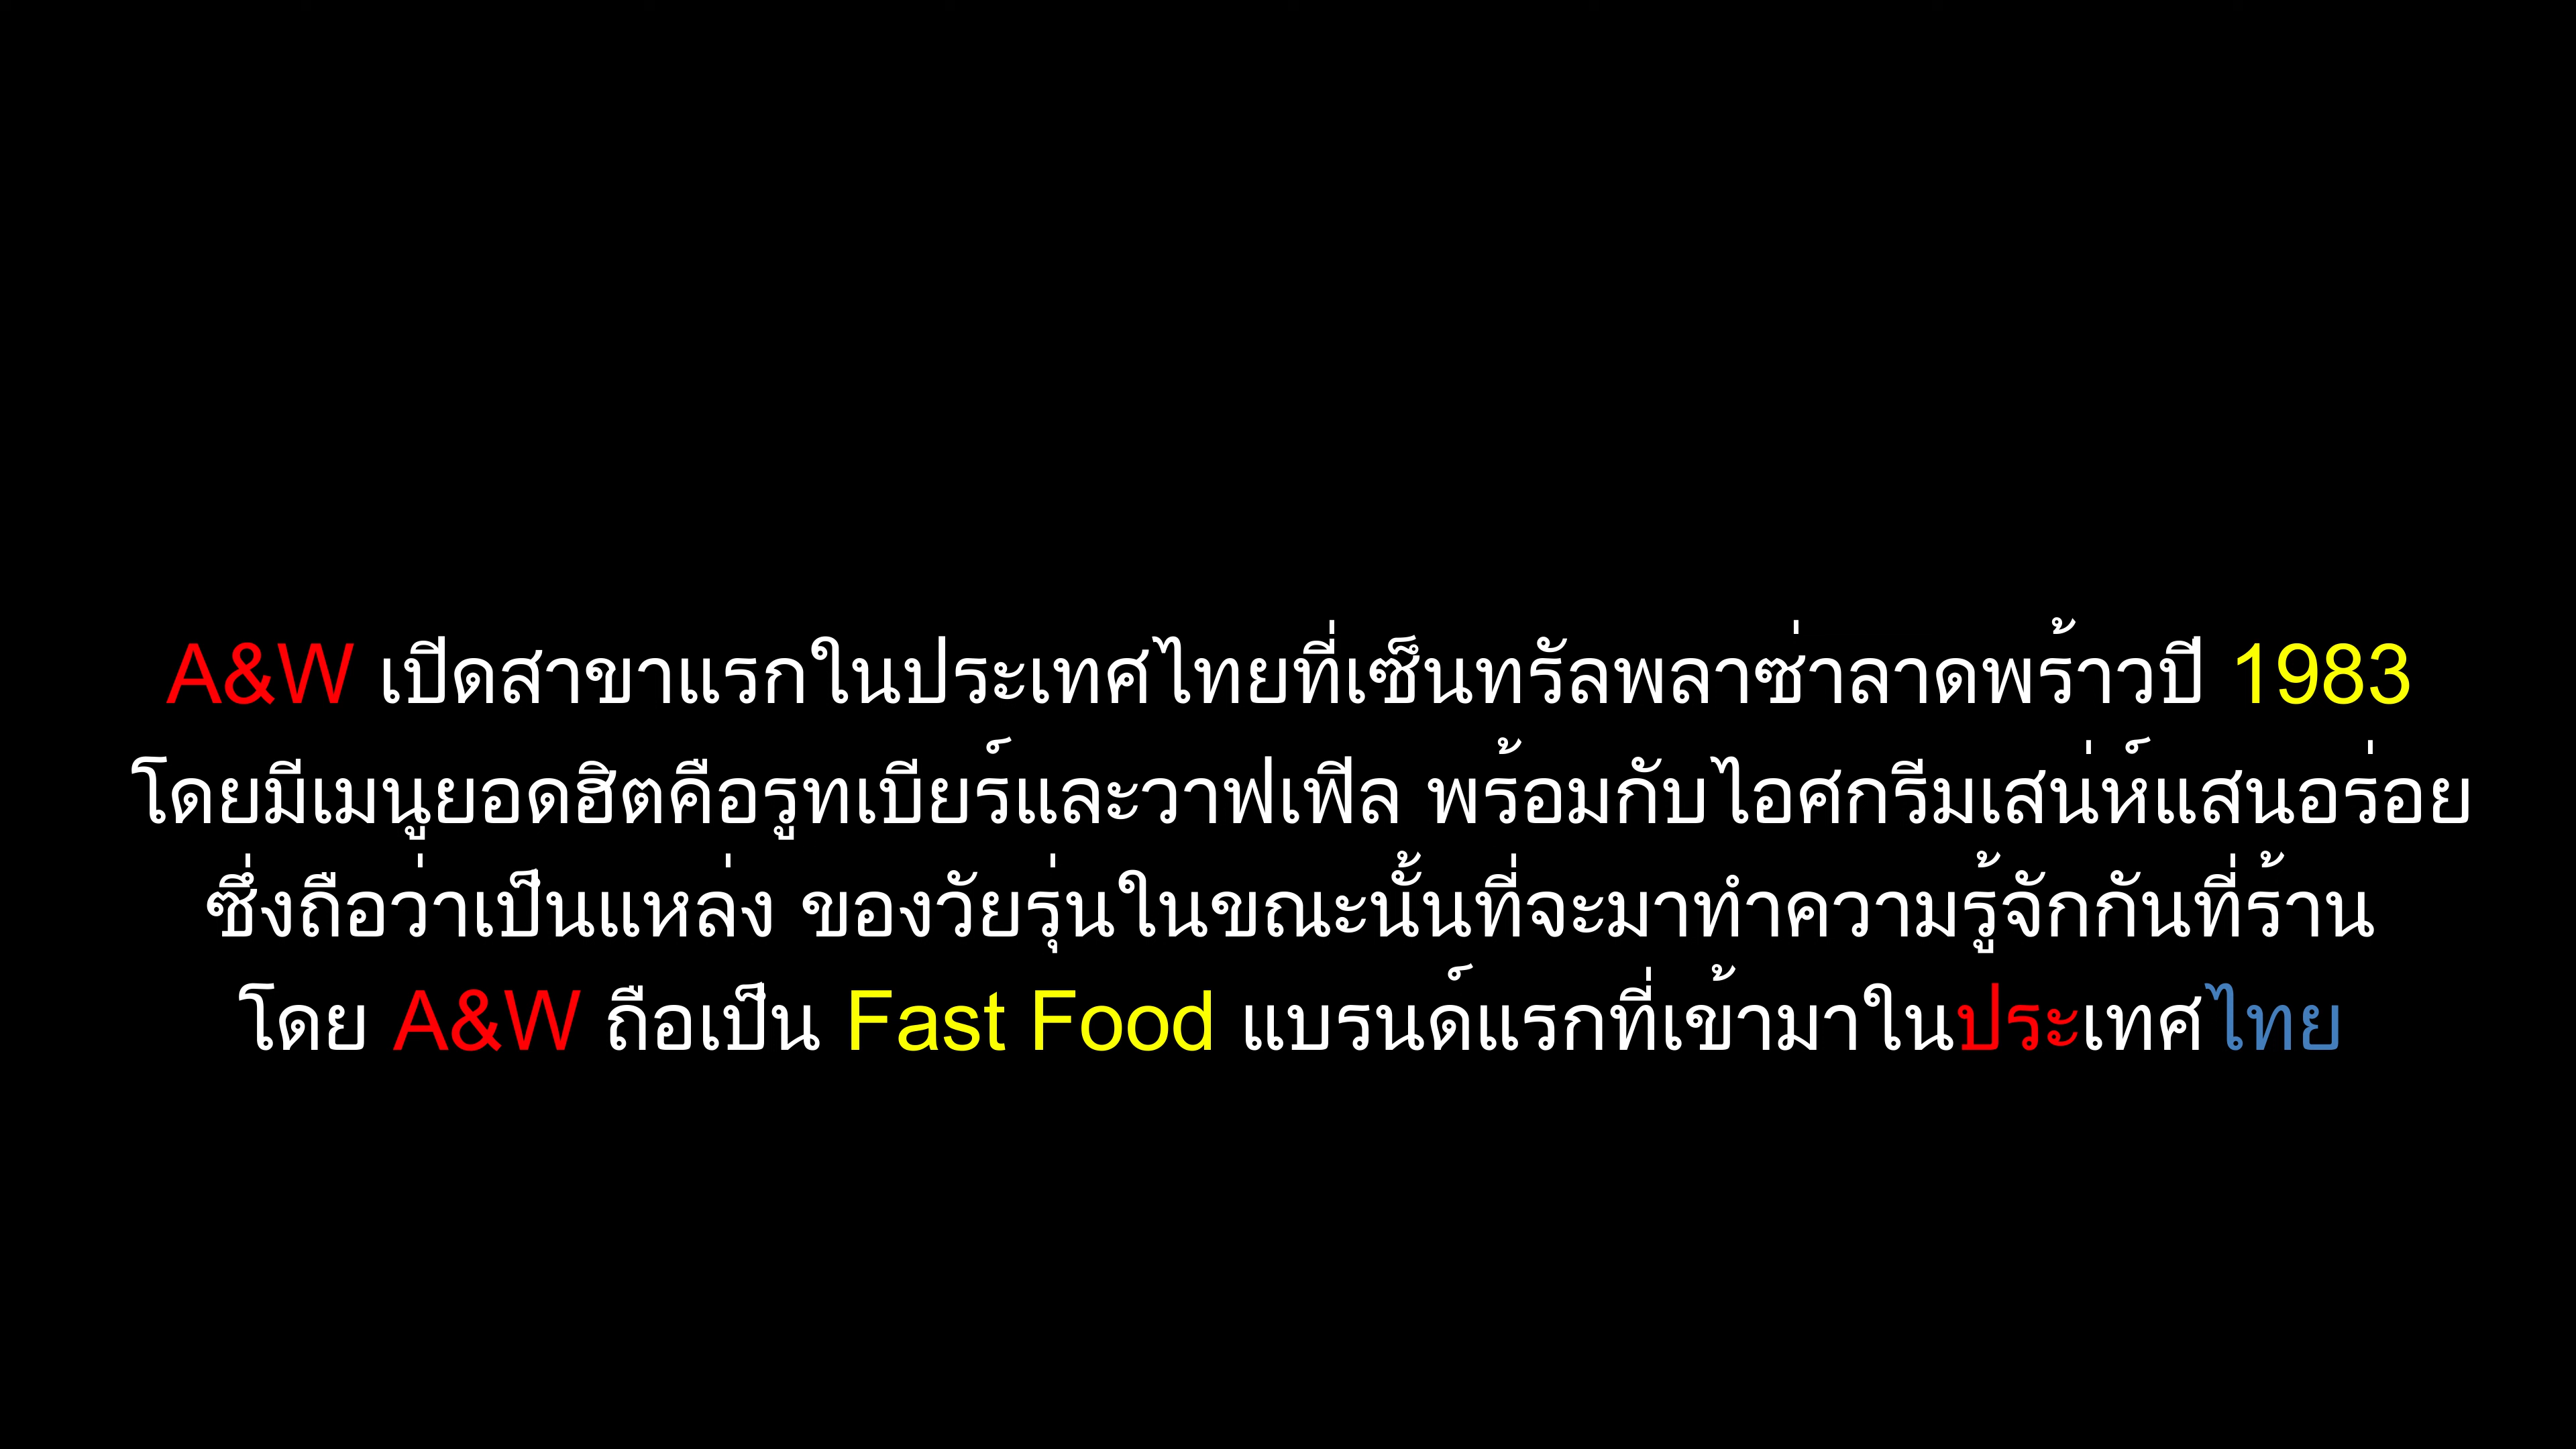 A&W เปิดสาขาแรกในประเทศไทยที่เซ็นทรัลพลาซ่าลาดพร้าวปี 1983
โดยมีเมนูยอดฮิตคือรูทเบียร์และวาฟเฟิล พร้อมกับไอศกรีมเสน่ห์แสนอร่อย
ซึ่งถือว่าเป็นแหล่ง ของวัยรุ่นในขณะนั้นที่จะมาทำความรู้จักกันที่ร้าน
โดย A&W ถือเป็น Fast Food แบรนด์แรกที่เข้ามาในประเทศไทย